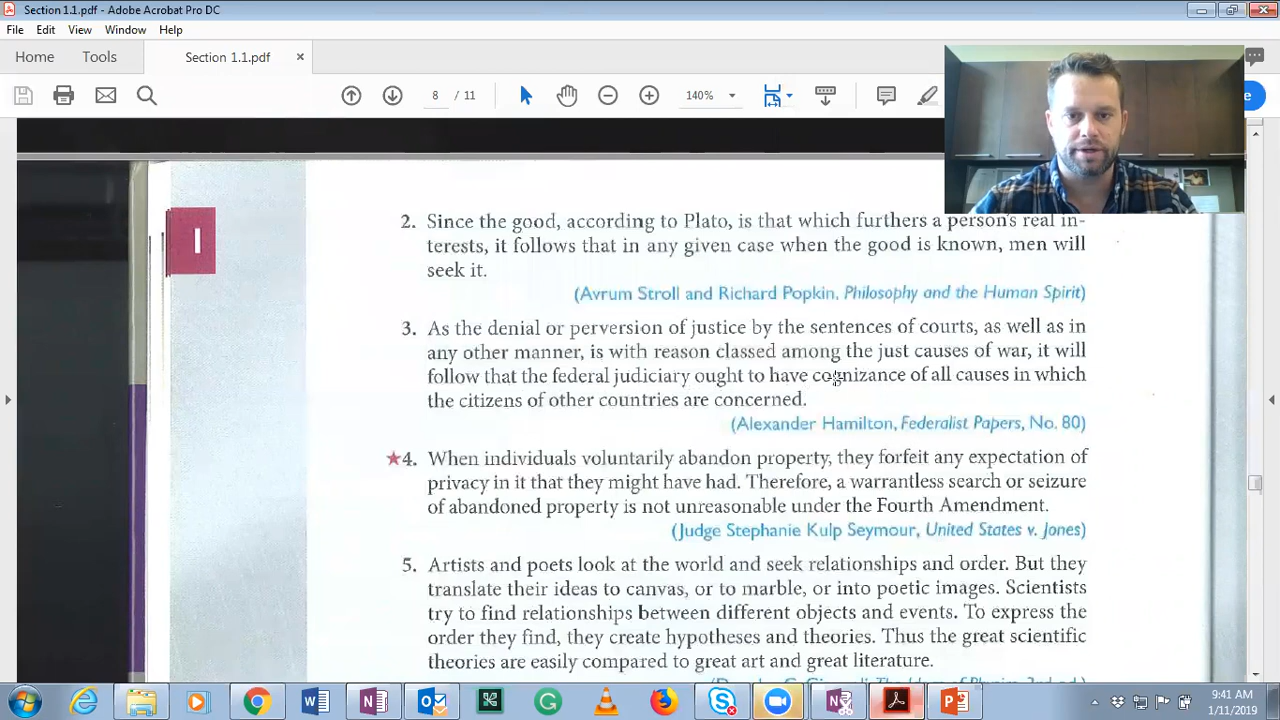 Section 1.1.pdf - Adobe Acrobat Pro DC
File Edit View Window Help
Home Tools Section 1.1.pdf ×
8 / 11 140%
e
I
2. Since the good, according to Plato, is that which furthers a person's real in-
terests, it follows that in any given case when the good is known, men will
seek it.
(Avrum Stroll and Richard Popkin, Philosophy and the Human Spirit)
3. As the denial or perversion of justice by the sentences of courts, as well as in
any other manner, is with reason classed among the just causes of war, it will
follow that the federal judiciary ought to have cognizance of all causes in which
the citizens of other countries are concerned.
(Alexander Hamilton, Federalist Papers, No. 80)
★4. When individuals voluntarily abandon property, they forfeit any expectation of
privacy in it that they might have had. Therefore, a warrantless search or seizure
of abandoned property is not unreasonable under the Fourth Amendment.
(Judge Stephanie Kulp Seymour, United States v. Jones)
5. Artists and poets look at the world and seek relationships and order. But they
translate their ideas to canvas, or to marble, or into poetic images. Scientists
try to find relationships between different objects and events. To express the
order they find, they create hypotheses and theories. Thus the great scientific
theories are easily compared to great art and great literature.
9:41 AM
1/11/2019